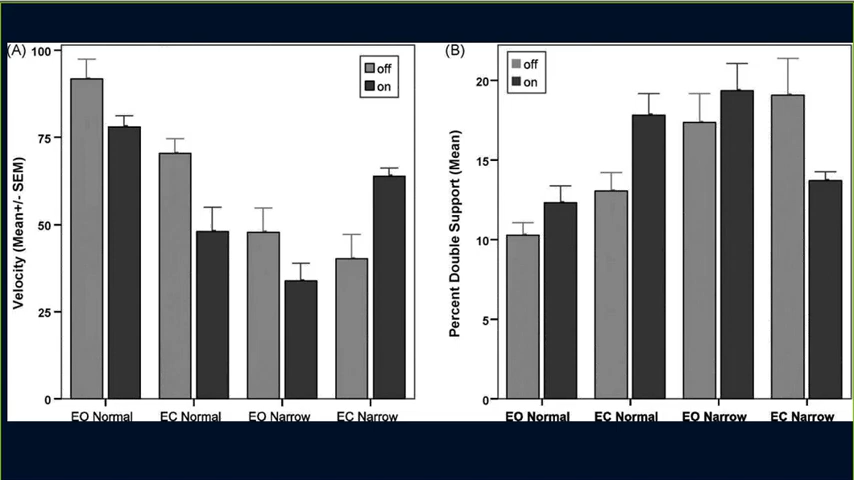 (A)
100
75
50
25
0
Velocity (Mean+/- SEM)
off
on
EO Normal
EC Normal
EO Narrow
EC Narrow
(B)
20
15
10
5
0
Percent Double Support (Mean)
off
on
EO Normal
EC Normal
EO Narrow
EC Narrow